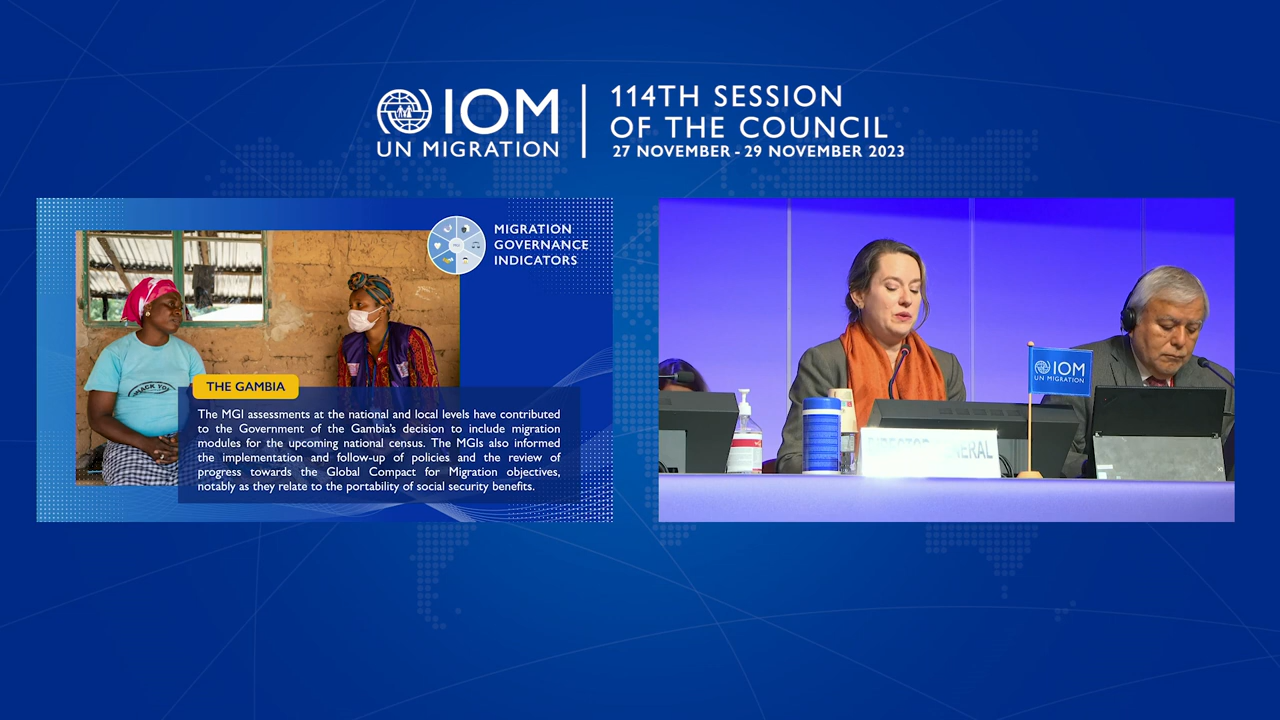 IOM
UN MIGRATION
114TH SESSION
OF THE COUNCIL
27 NOVEMBER - 29 NOVEMBER 2023
MIGRATION
GOVERNANCE
INDICATORS
THE GAMBIA
The MGI assessments at the national and local levels have contributed
to the Government of the Gambia's decision to include migration
modules for the upcoming national census. The MGIs also informed
the implementation and follow-up of policies and the review of
progress towards the Global Compact for Migration objectives,
notably as they relate to the portability of social security benefits.
IOM
UN MIGRATION
DIRECTOR GENERAL